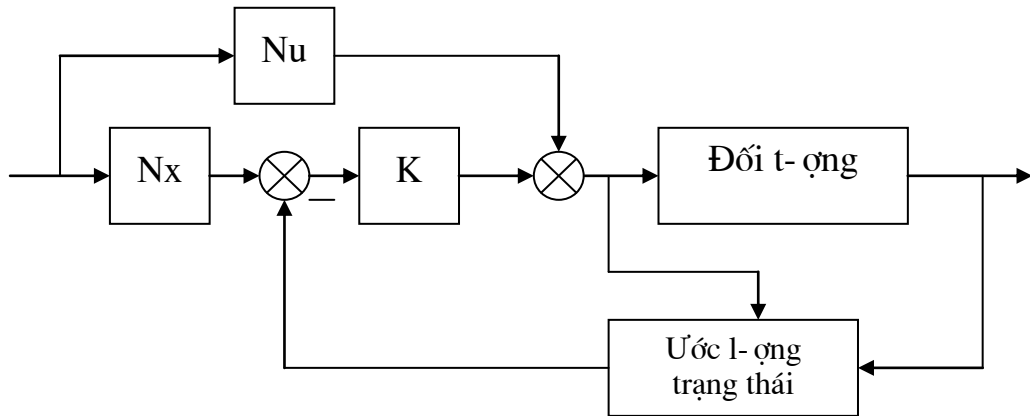 Nu
Nx
K
Đối t- ợng
Ước l- ợng
trạng thái